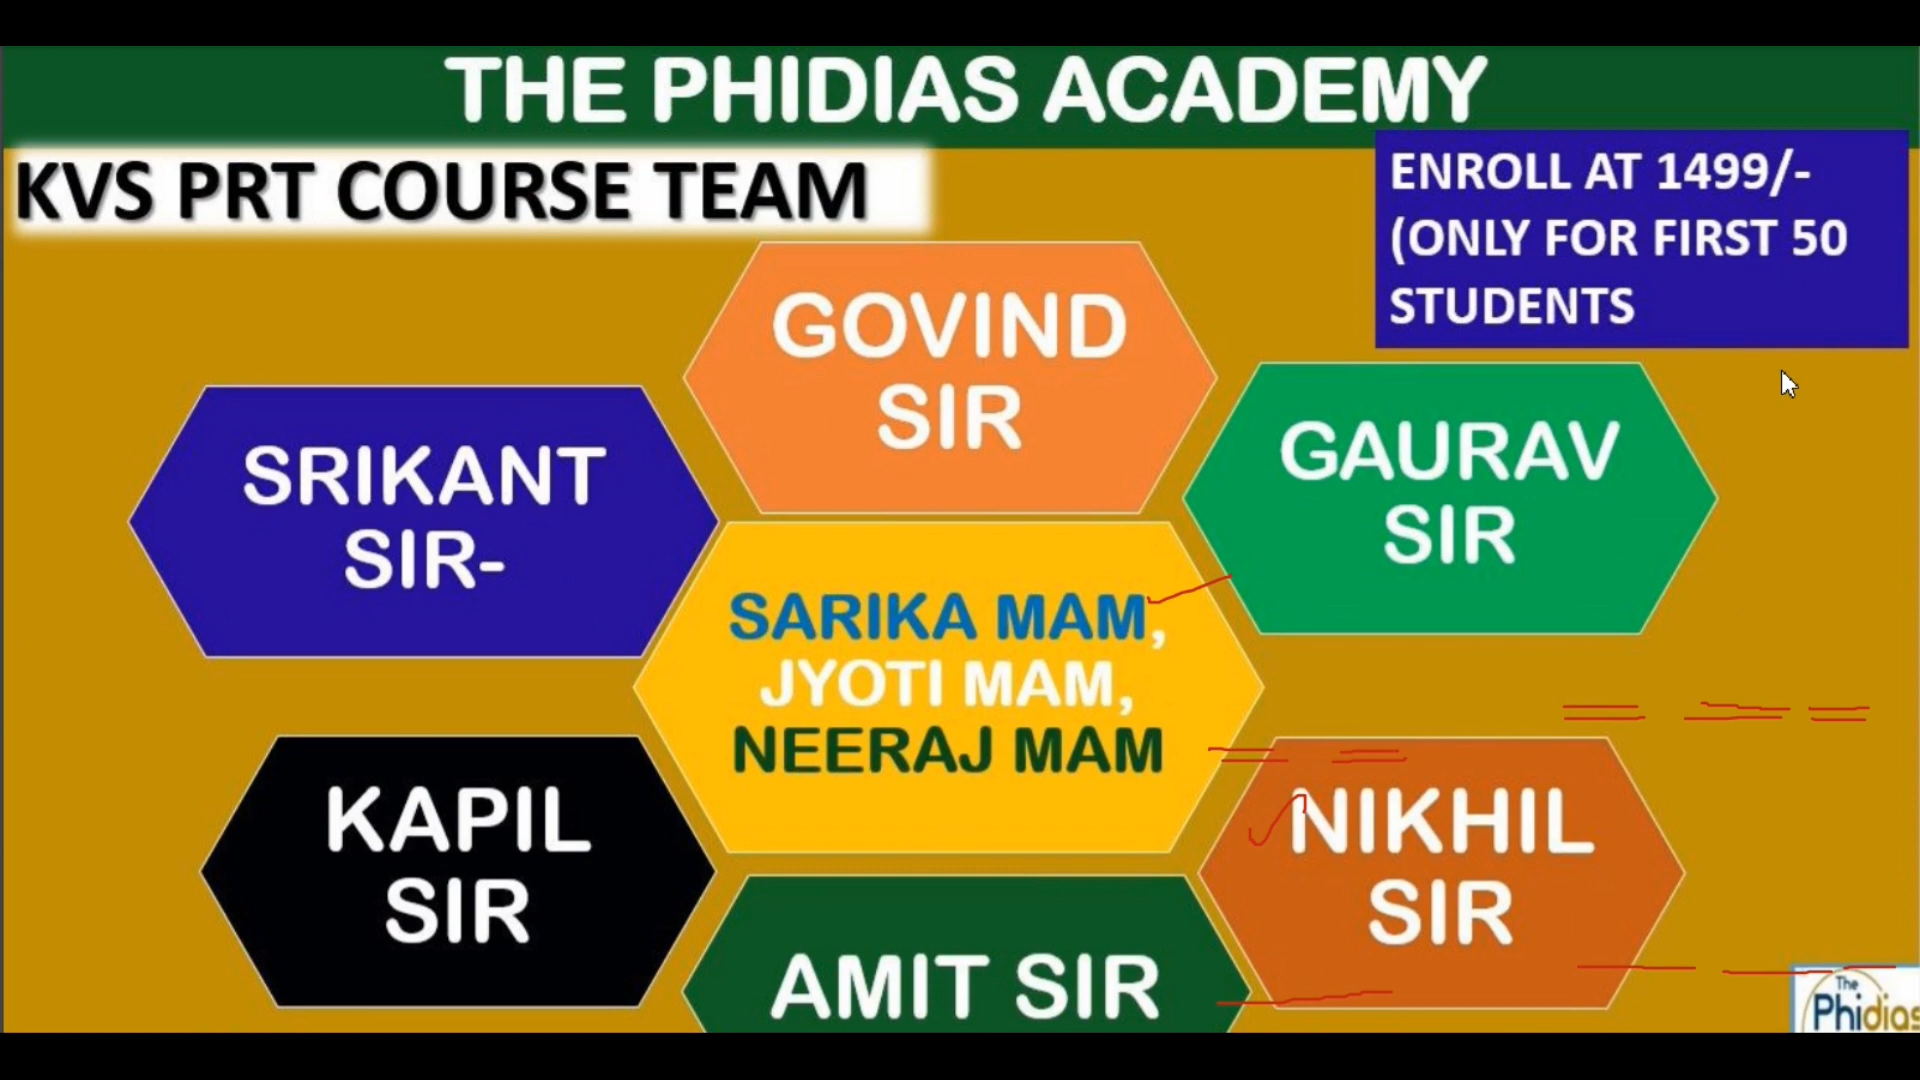 THE PHIDIAS ACADEMY
KVS PRT COURSE TEAM
ENROLL AT 1499/-
(ONLY FOR FIRST 50
STUDENTS
GOVIND
SIR
SRIKANT
SIR-
GAURAV
SIR
SARIKA MAM,
JYOTI MAM,
NEERAJ MAM
KAPIL
SIR
NIKHIL
SIR
AMIT SIR
The
Phidias